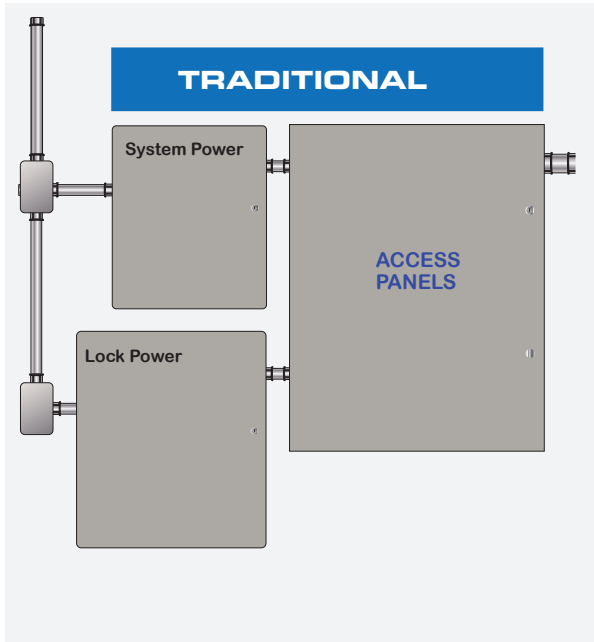 TRADITIONAL
System Power
ACCESS
PANELS
Lock Power